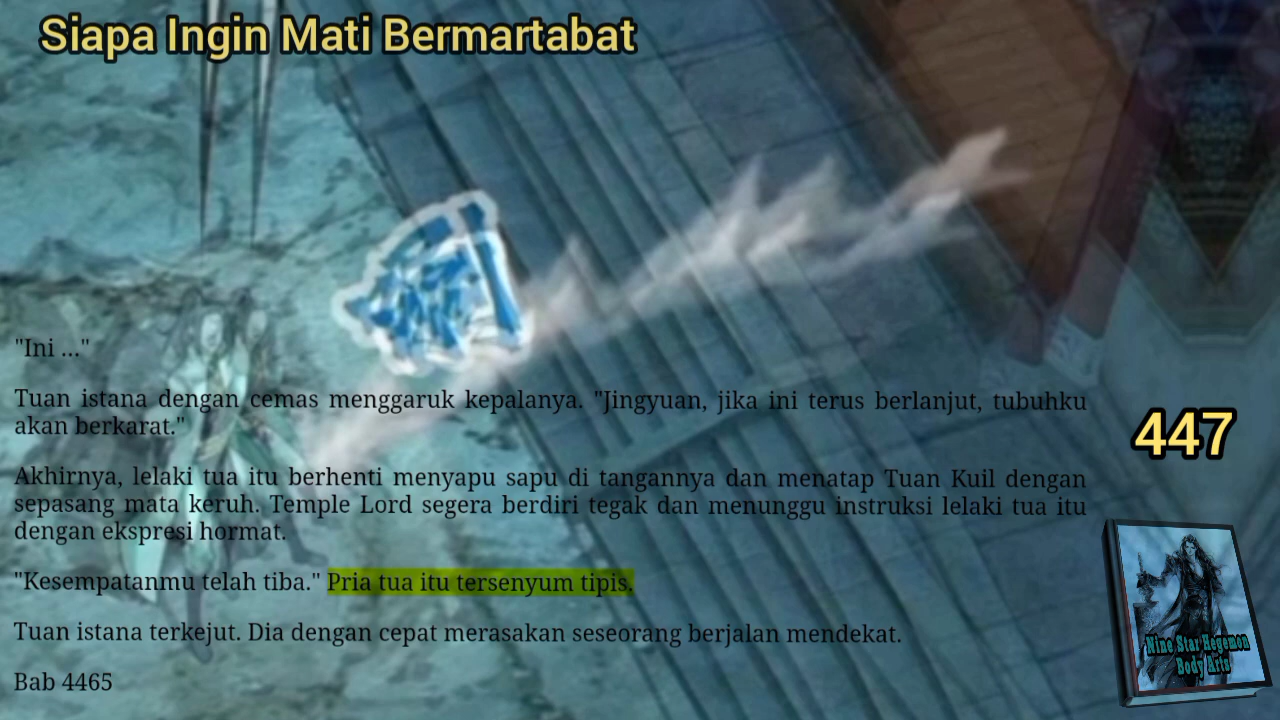 Siapa Ingin Mati Bermartabat
"Ini ..."
Tuan istana dengan cemas menggaruk kepalanya. "Jingyuan, jika ini terus berlanjut, tubuhku
akan berkarat."
Akhirnya, lelaki tua itu berhenti menyapu sapu di tangannya dan menatap Tuan Kuil dengan
sepasang mata keruh. Temple Lord segera berdiri tegak dan menunggu instruksi lelaki tua itu
dengan ekspresi hormat.
"Kesempatanmu telah tiba." Pria tua itu tersenyum tipis.
Tuan istana terkejut. Dia dengan cepat merasakan seseorang berjalan mendekat.
Bab 4465
447
Nine Star Hegemon
Body Arts